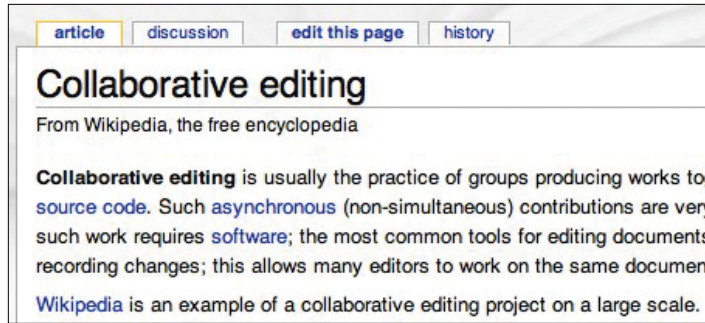 article discussion edit this page history
Collaborative editing
From Wikipedia, the free encyclopedia
Collaborative editing is usually the practice of groups producing works
source code. Such asynchronous (non-simultaneous) contributions are
such work requires software; the most common tools for editing documents
recording changes; this allows many editors to work on the same
Wikipedia is an example of a collaborative editing project on a large scale.